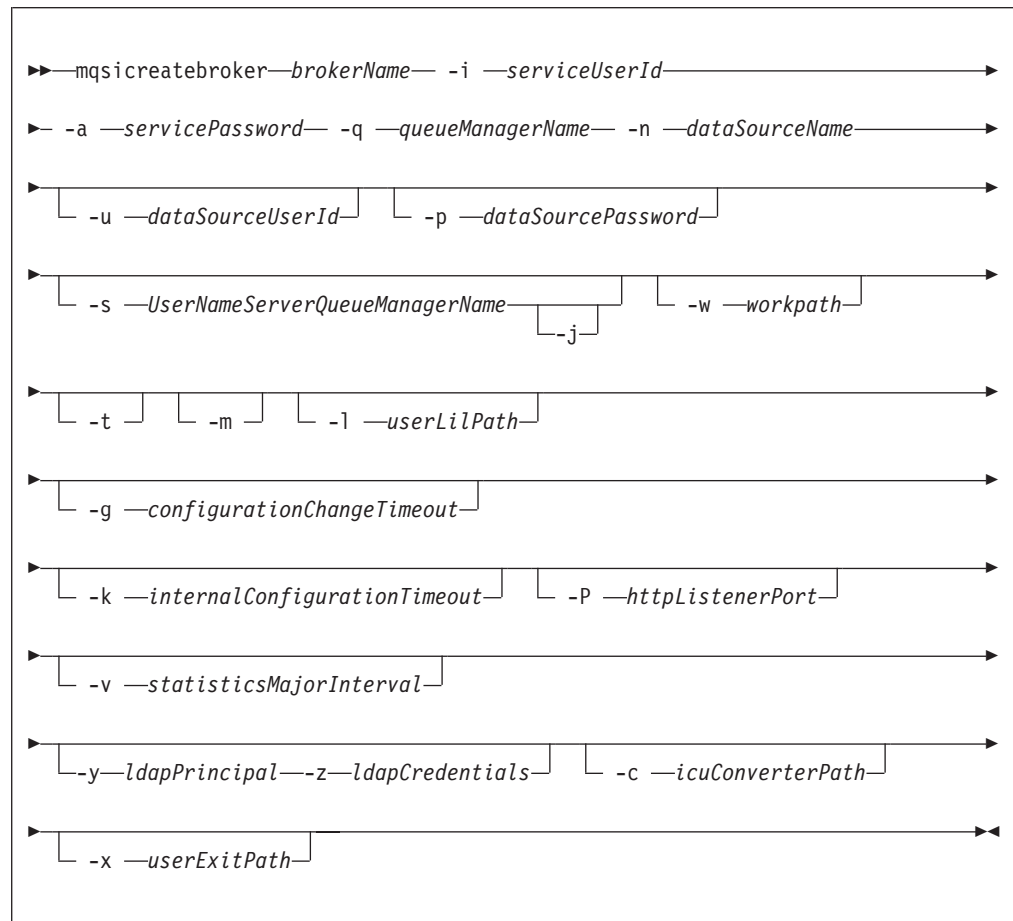 mqsicreatebroker brokerName -i serviceUserId
-a servicePassword -q queueManagerName -n dataSourceName
-u dataSourceUserId -p dataSourcePassword
-s UserNameServerQueueManagerName -j -w workpath
-t -m -l userLilPath
-g configurationChangeTimeout
-k internalConfigurationTimeout -P httpListenerPort
-v statisticsMajorInterval
-y ldapPrincipal -z ldapCredentials -c icuConverterPath
-x userExitPath